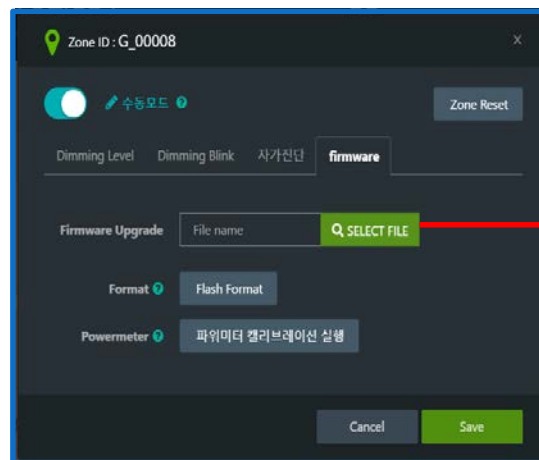 Zone ID : G_00008 X
수동모드 ? Zone Reset
Dimming Level Dimming Blink 자가진단 firmware
Firmware Upgrade File name SELECT FILE
Format ? Flash Format
Powermeter ? 파워미터 캘리브레이션 실행
Cancel Save